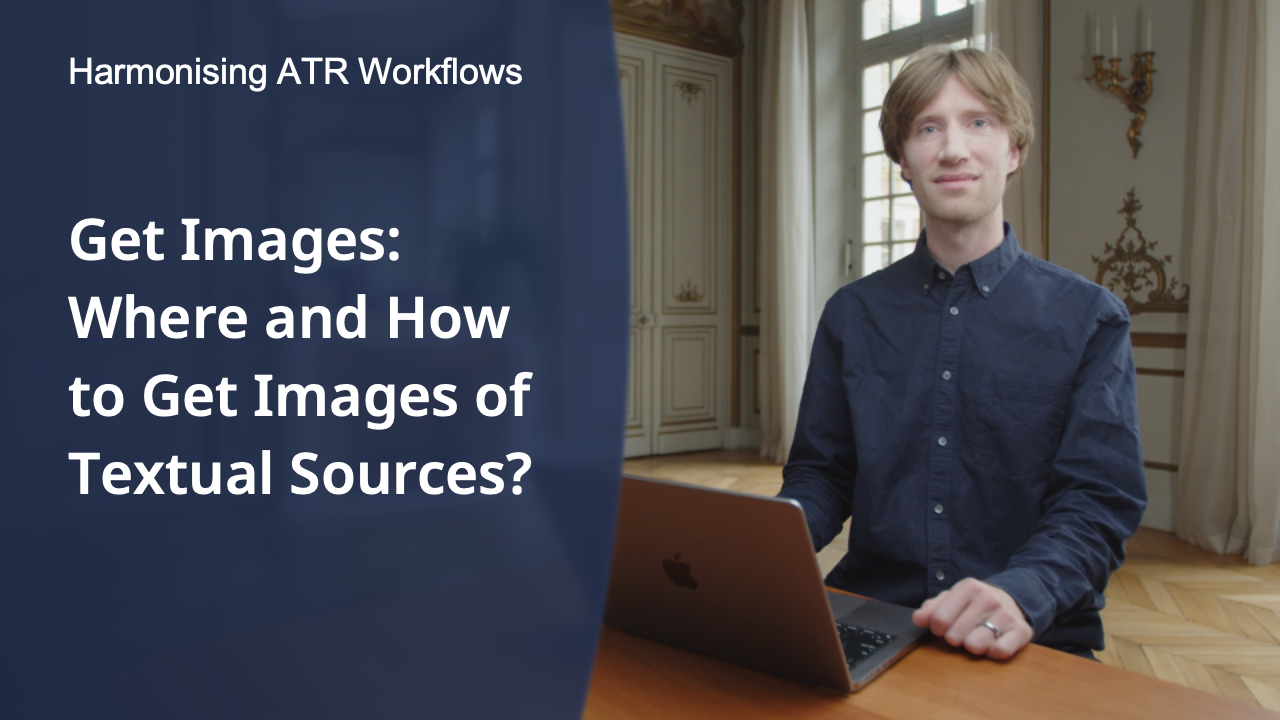 Harmonising ATR Workflows
Get Images:
Where and How
to Get Images of
Textual Sources?